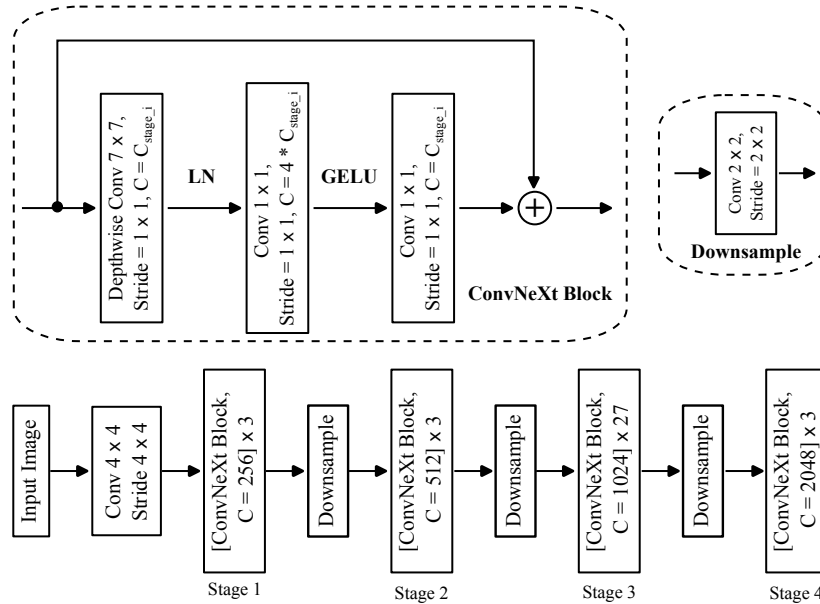 Depthwise Conv 7 x 7,
Stride = 1 x 1, C = C_stage_i
LN
Conv 1 x 1,
Stride = 1 x 1, C = 4 * C_stage_i
GELU
Conv 1 x 1,
Stride = 1 x 1, C = C_stage_i
+
ConvNeXt Block
Conv 2 x 2,
Stride = 2 x 2
Downsample
Input Image
Conv 4 x 4
Stride 4 x 4
[ConvNeXt Block,
C = 256] x 3
Stage 1
Downsample
[ConvNeXt Block,
C = 512] x 3
Stage 2
Downsample
[ConvNeXt Block,
C = 1024] x 27
Stage 3
Downsample
[ConvNeXt Block,
C = 2048] x 3
Stage 4